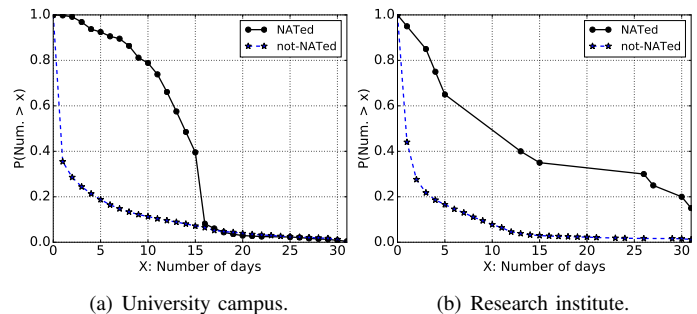 1.0
0.8
0.6
0.4
0.2
0.0
P(Num. > x)
0 5 10 15 20 25 30
X: Number of days
NATed
not-NATed
(a) University campus.
1.0
0.8
0.6
0.4
0.2
0.0
P(Num. > x)
0 5 10 15 20 25 30
X: Number of days
NATed
not-NATed
(b) Research institute.